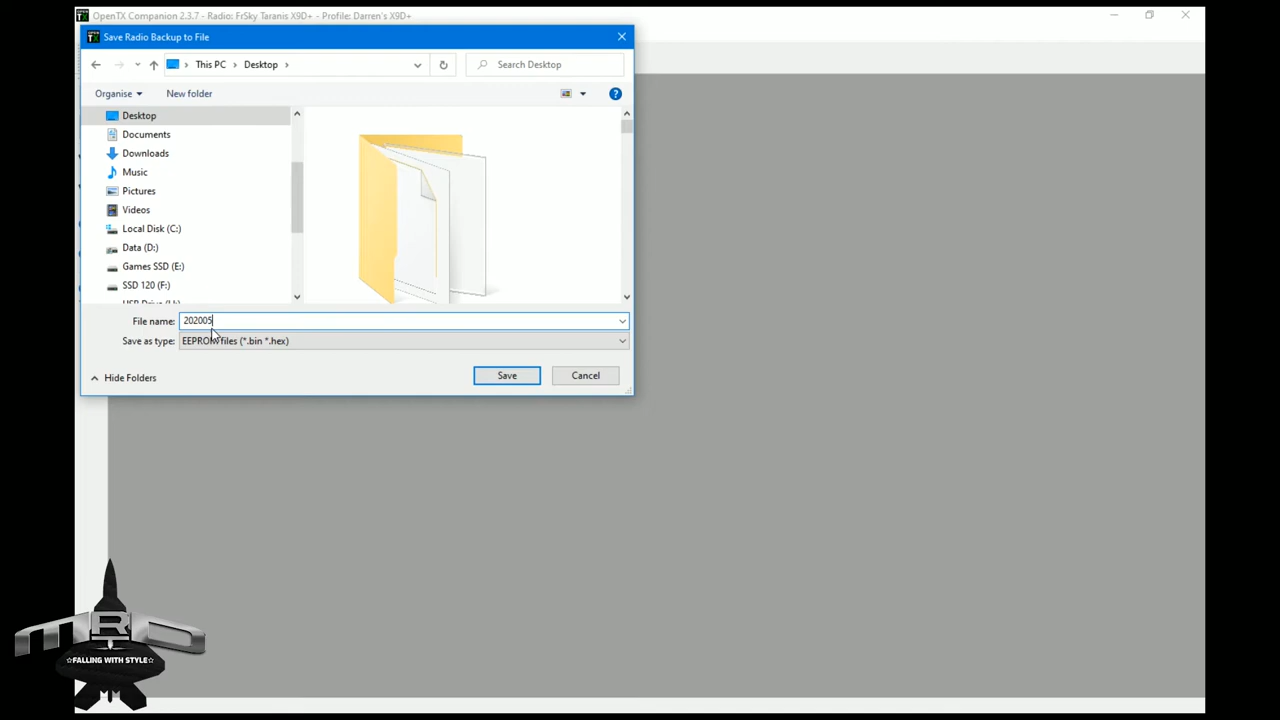 OpenTX Companion 2.3.7 - Radio: FrSky Taranis X9D+ - Profile: Darren's X9D+
Save Radio Backup to File
This PC > Desktop >
Search Desktop
Organise
New folder
Desktop
Documents
Downloads
Music
Pictures
Videos
Local Disk (C:)
Data (D:)
Games SSD (E:)
SSD 120 (F:)
File name: 202005
Save as type: EEPROM files (*.bin *.hex)
Hide Folders
Save
Cancel
MRD
☆FALLING WITH STYLE☆